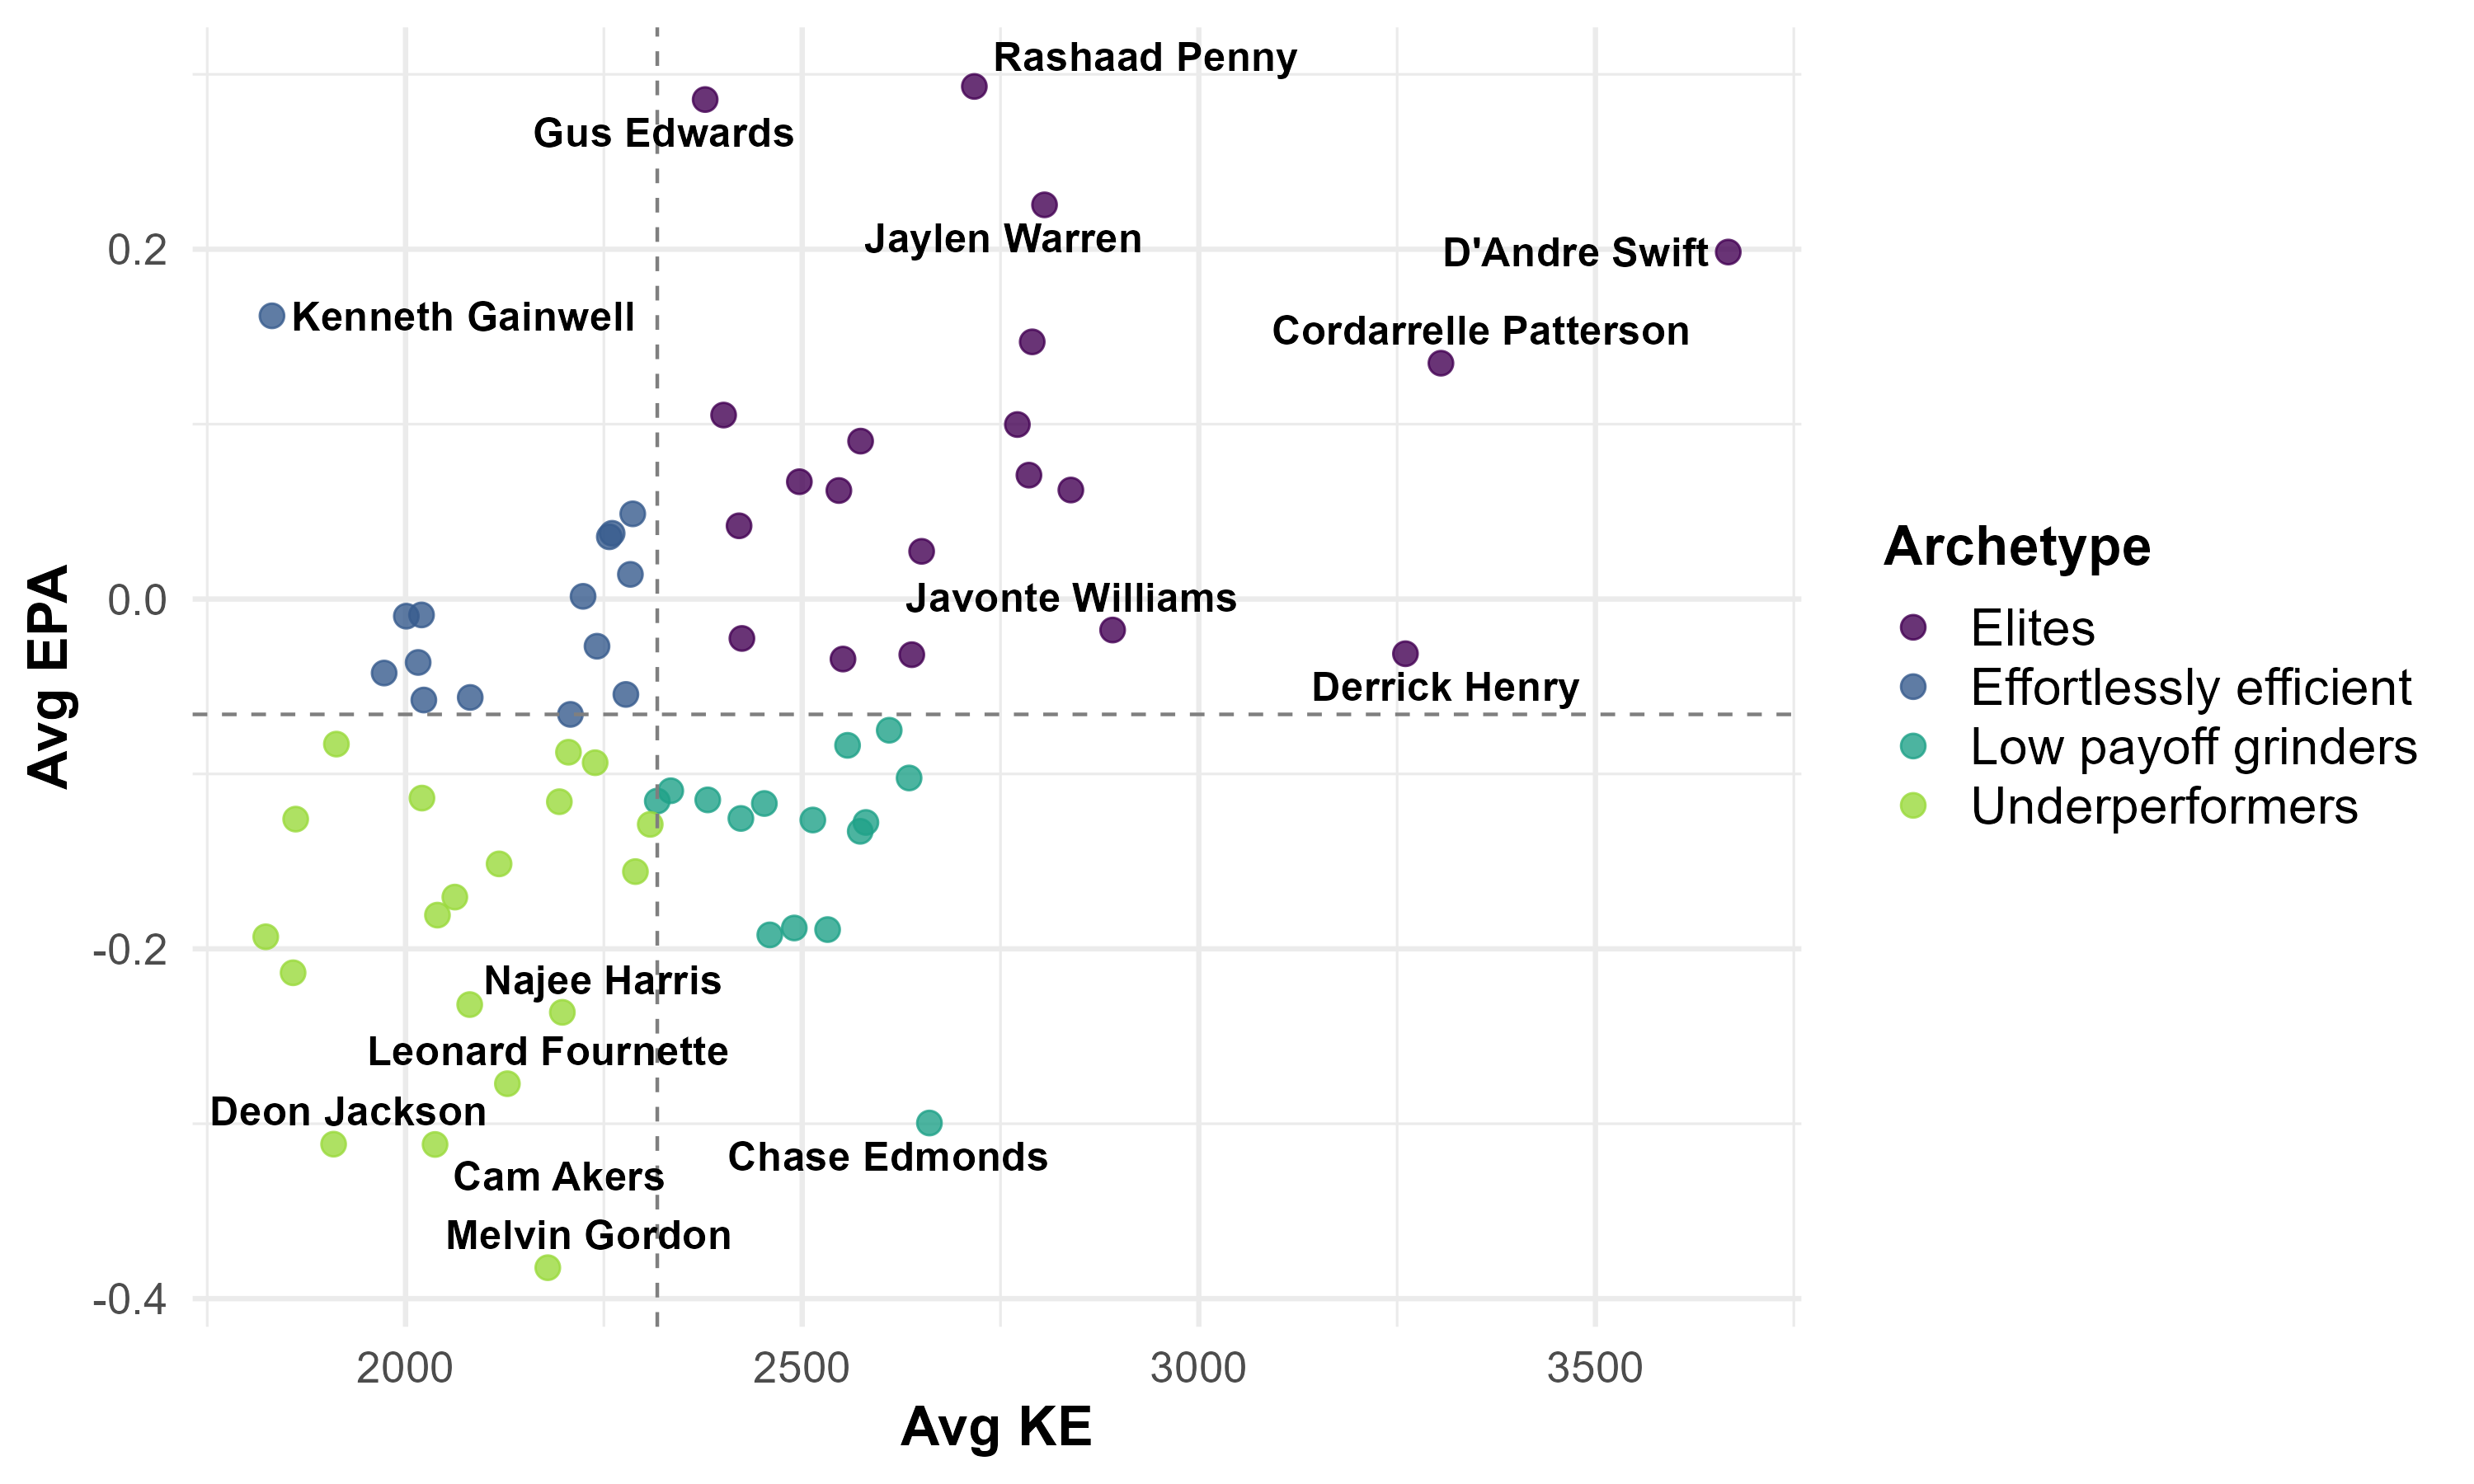 Rashaad Penny
Gus Edwards
Jaylen Warren
D'Andre Swift
Kenneth Gainwell
Cordarrelle Patterson
Javonte Williams
Derrick Henry
Najee Harris
Leonard Fournette
Deon Jackson
Chase Edmonds
Cam Akers
Melvin Gordon
0.2
0.0
-0.2
-0.4
Avg EPA
2000
2500
3000
3500
Avg KE
Archetype
Elites
Effortlessly efficient
Low payoff grinders
Underperformers